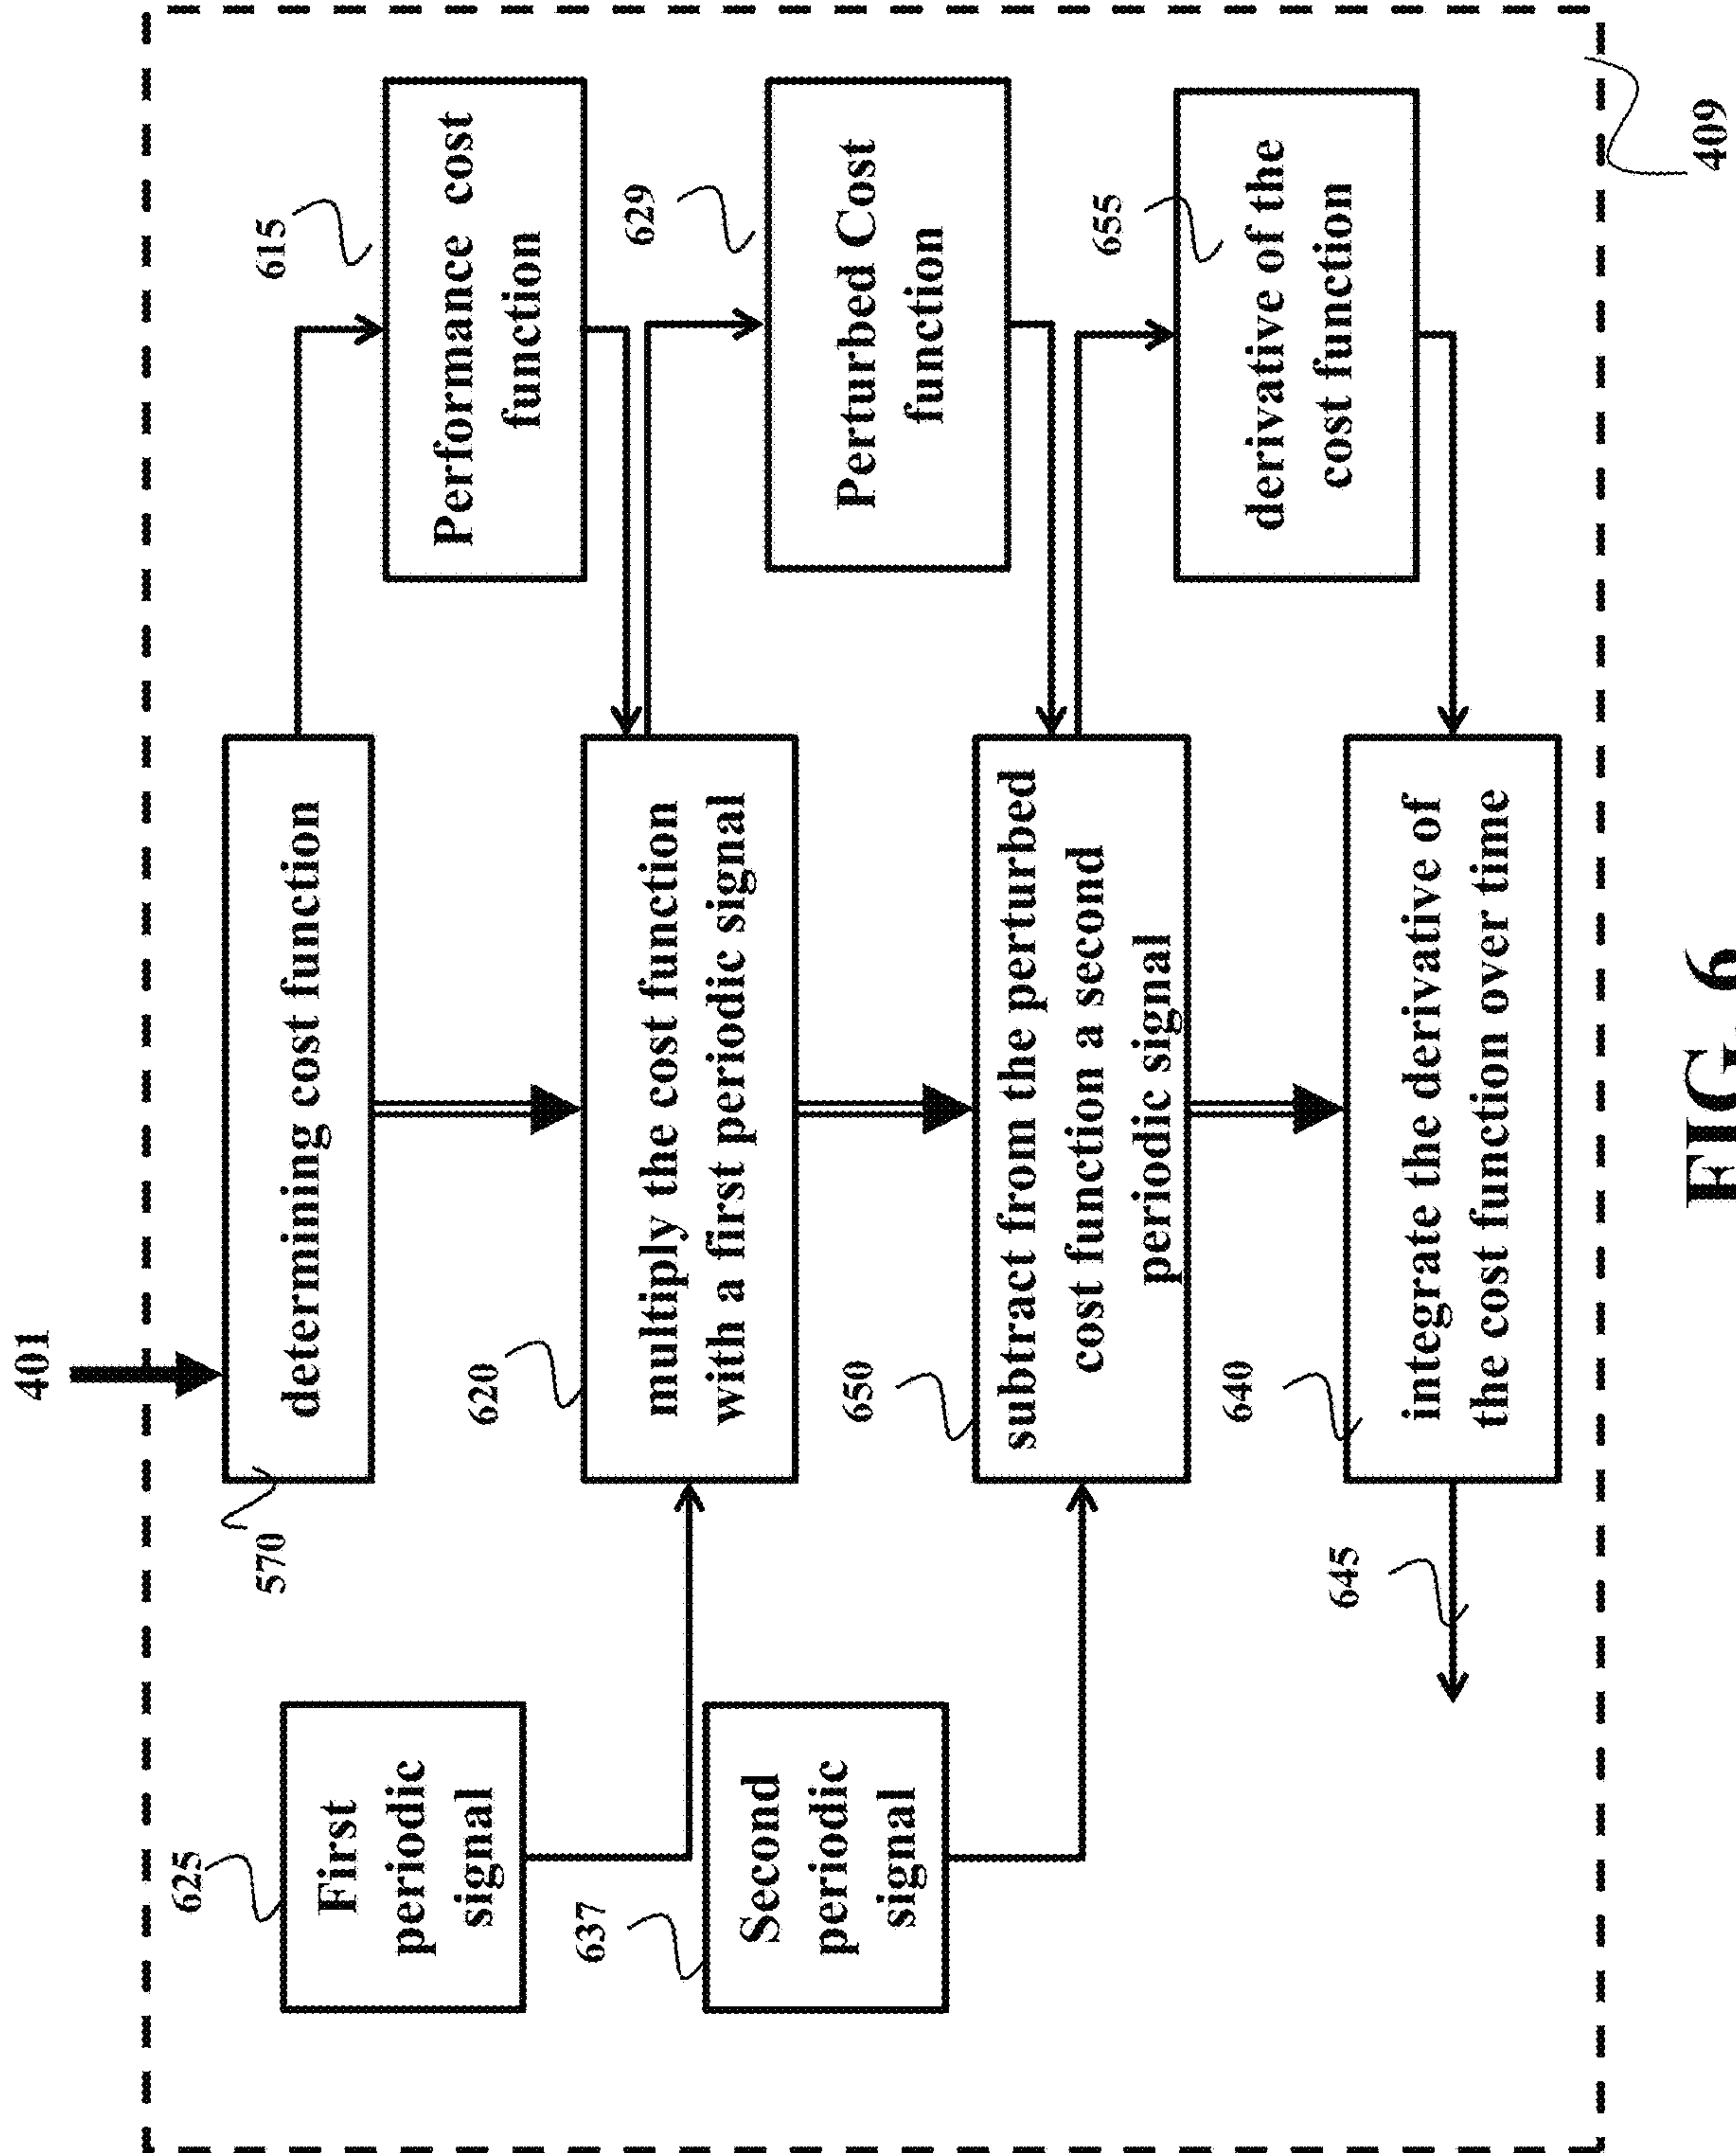 401
570
determining cost function
615
Performance cost
function
625
First
periodic
signal
620
multiply the cost function
with a first periodic signal
629
Perturbed Cost
function
637
Second
periodic
signal
650
subtract from the perturbed
cost function a second
periodic signal
655
derivative of the
cost function
640
integrate the derivative of
the cost function over time
645
409
FIG. 6